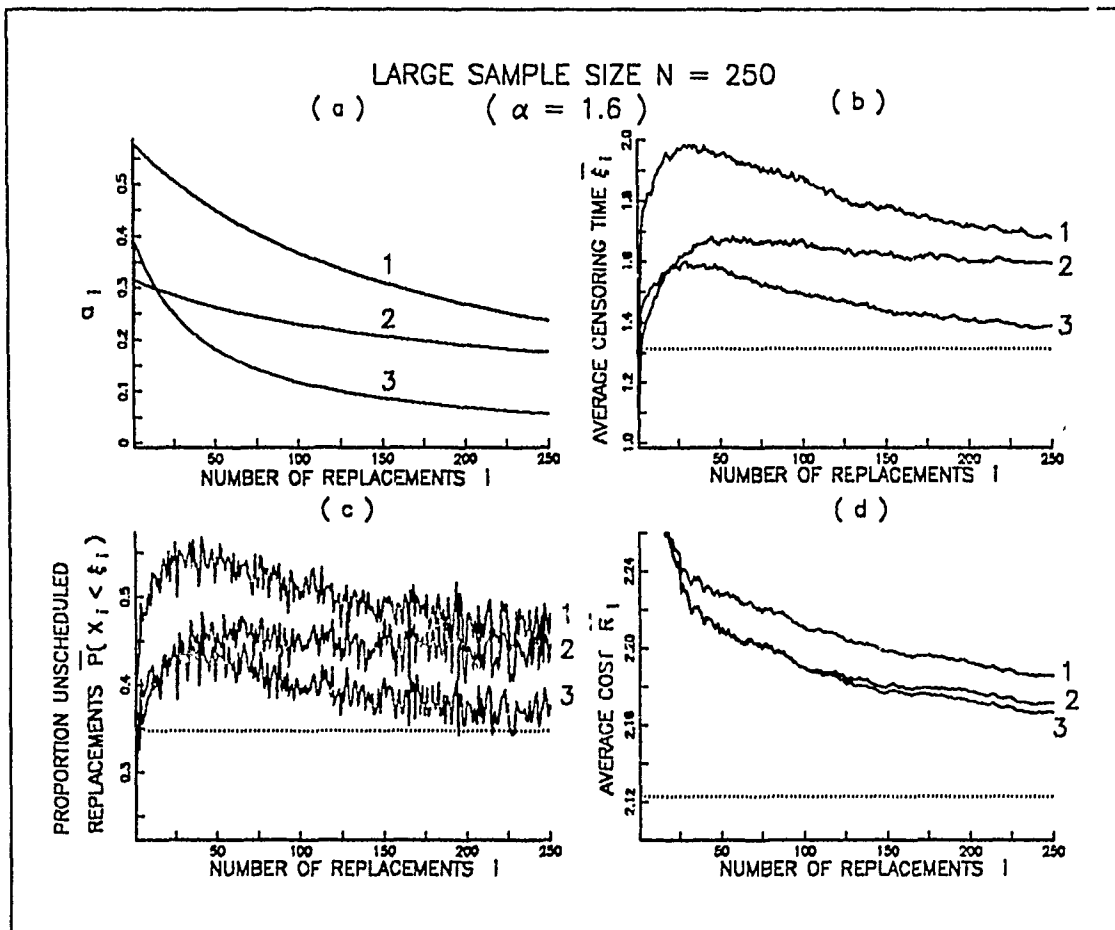 LARGE SAMPLE SIZE N = 250
( α = 1.6 )
( a )
a i
0.5
0.4
0.3
0.2
0.1
0
1
2
3
50 100 150 200 250
NUMBER OF REPLACEMENTS i
( b )
AVERAGE CENSORING TIME ξ̄ i
2.0
1.8
1.6
1.4
1.2
1.0
1
2
3
50 100 150 200 250
NUMBER OF REPLACEMENTS i
( c )
PROPORTION UNSCHEDULED
REPLACEMENTS P̄( X i < ξ i )
0.5
0.4
0.3
1
2
3
50 100 150 200 250
NUMBER OF REPLACEMENTS i
( d )
AVERAGE COST R̄ i
2.24
2.20
2.16
2.12
1
2
3
50 100 150 200 250
NUMBER OF REPLACEMENTS i